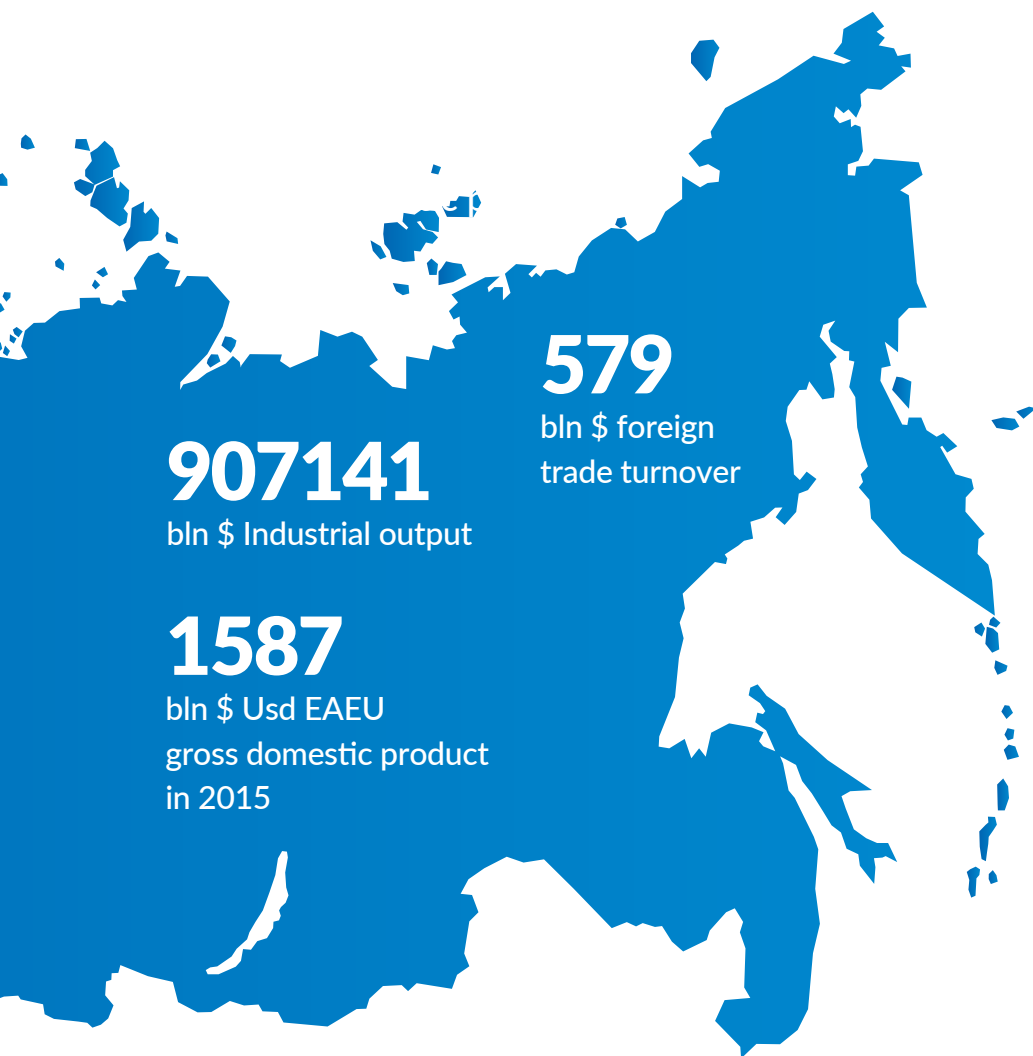 579
bln $ foreign
trade turnover
907141
bln $ Industrial output
1587
bln $ Usd EAEU
gross domestic product
in 2015